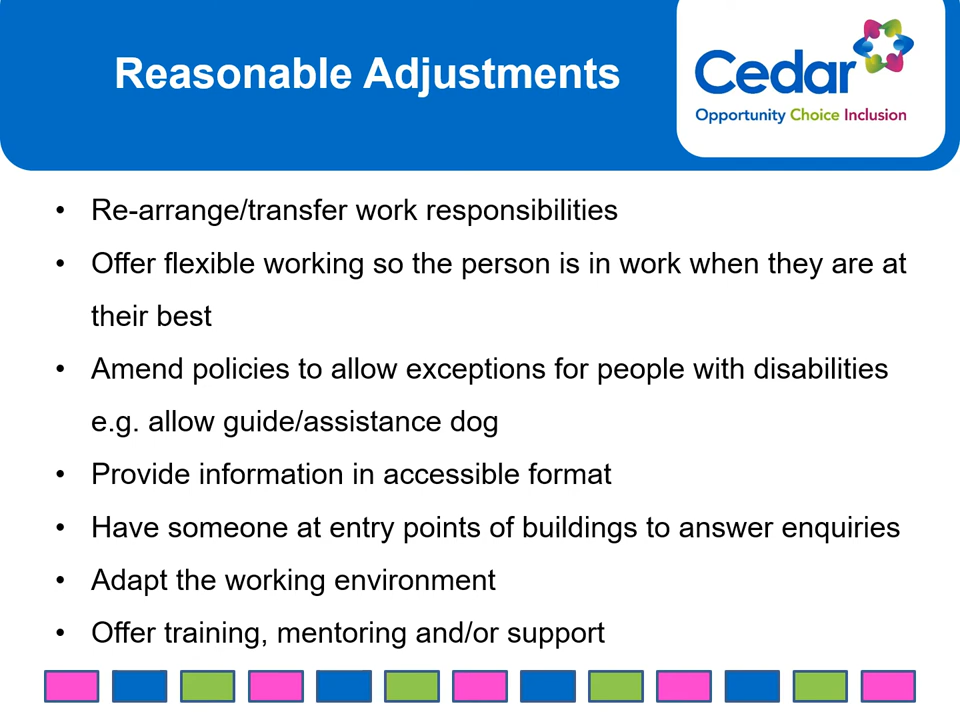 Reasonable Adjustments
Cedar
Opportunity Choice Inclusion
• Re-arrange/transfer work responsibilities
• Offer flexible working so the person is in work when they are at
their best
• Amend policies to allow exceptions for people with disabilities
e.g. allow guide/assistance dog
• Provide information in accessible format
• Have someone at entry points of buildings to answer enquiries
• Adapt the working environment
• Offer training, mentoring and/or support